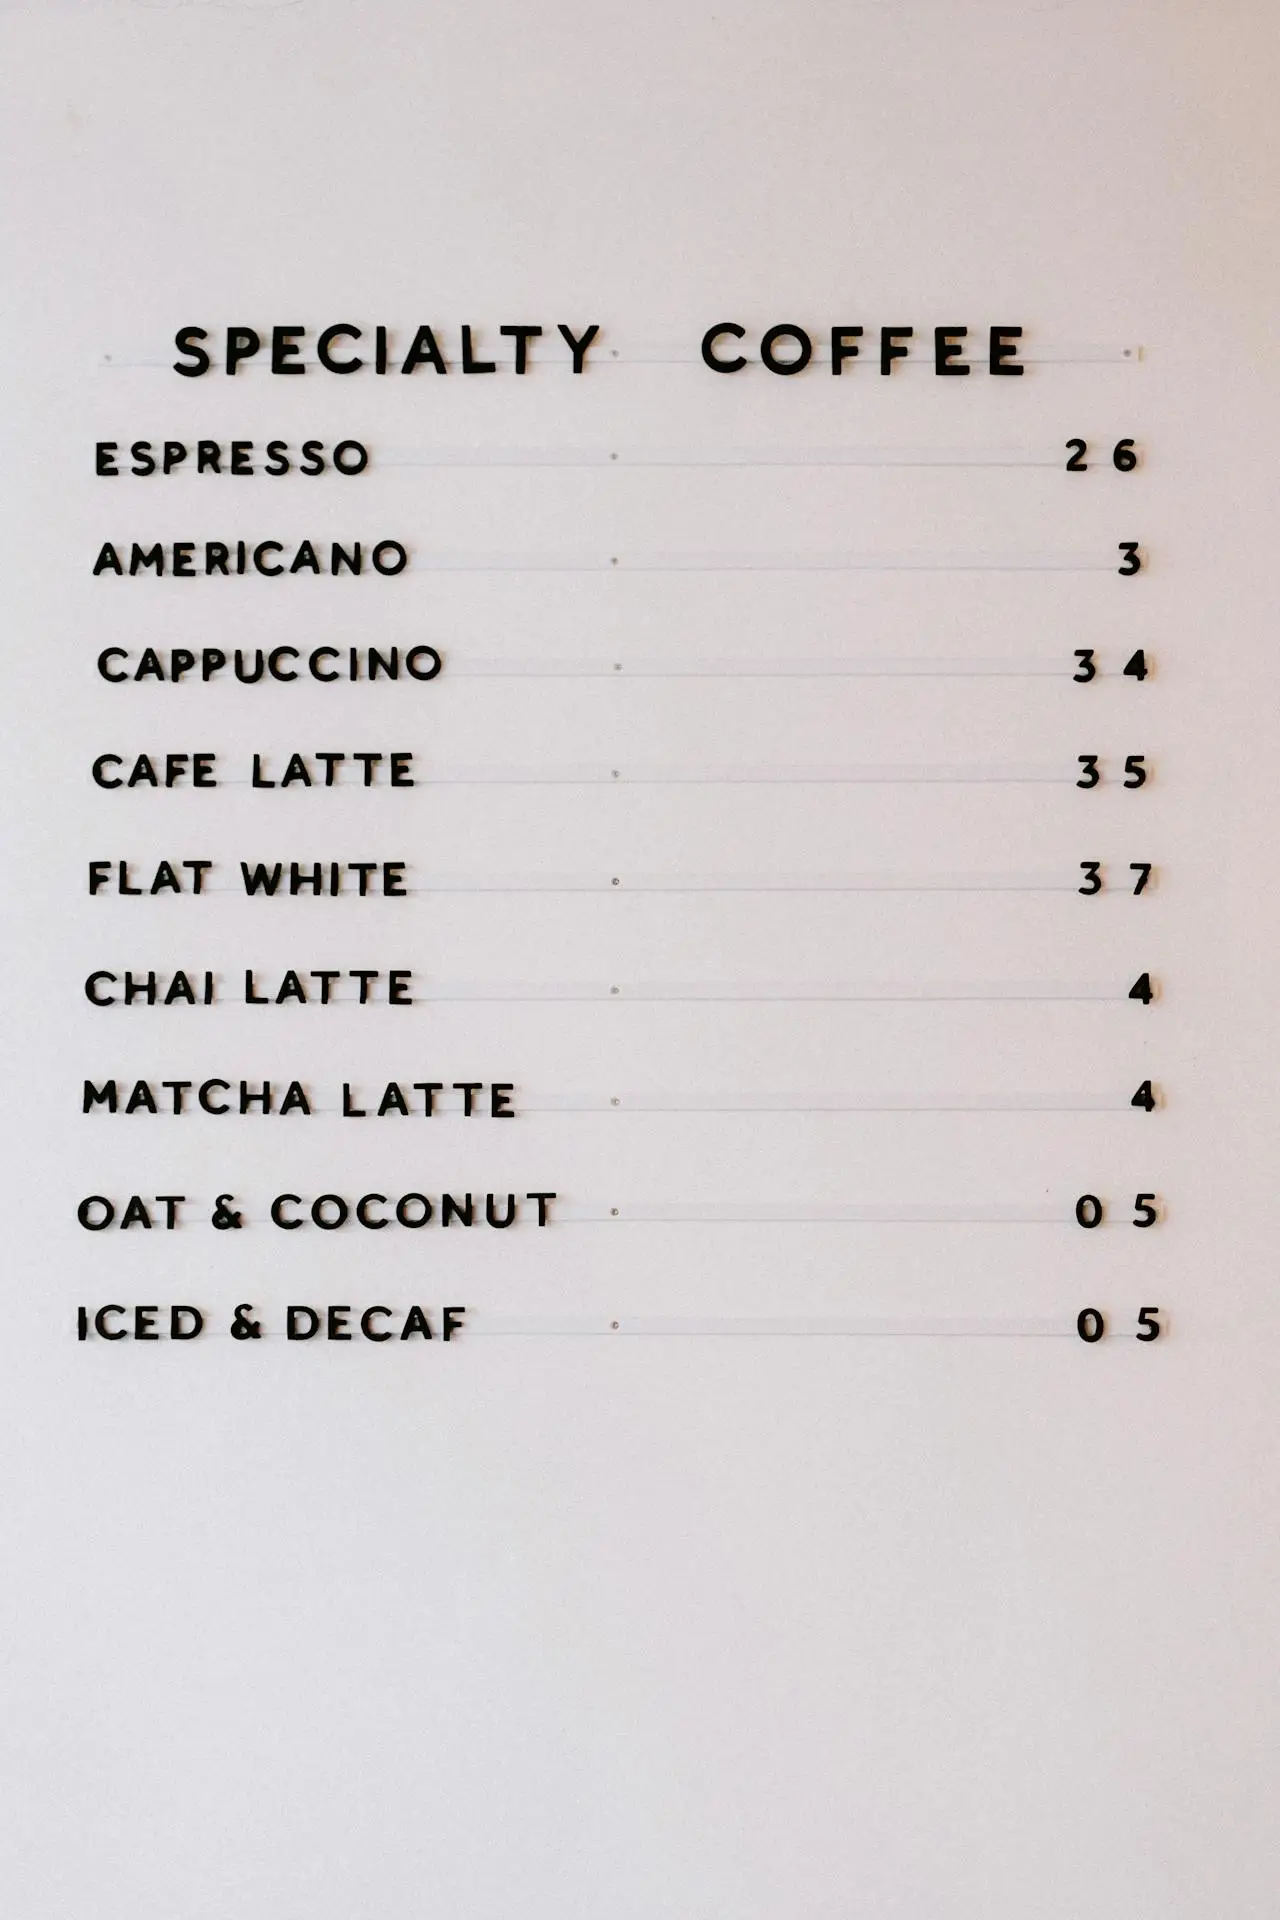 SPECIALTY COFFEE
ESPRESSO 2 6
AMERICANO 3
CAPPUCCINO 3 4
CAFE LATTE 3 5
FLAT WHITE 3 7
CHAI LATTE 4
MATCHA LATTE 4
OAT & COCONUT 0 5
ICED & DECAF 0 5